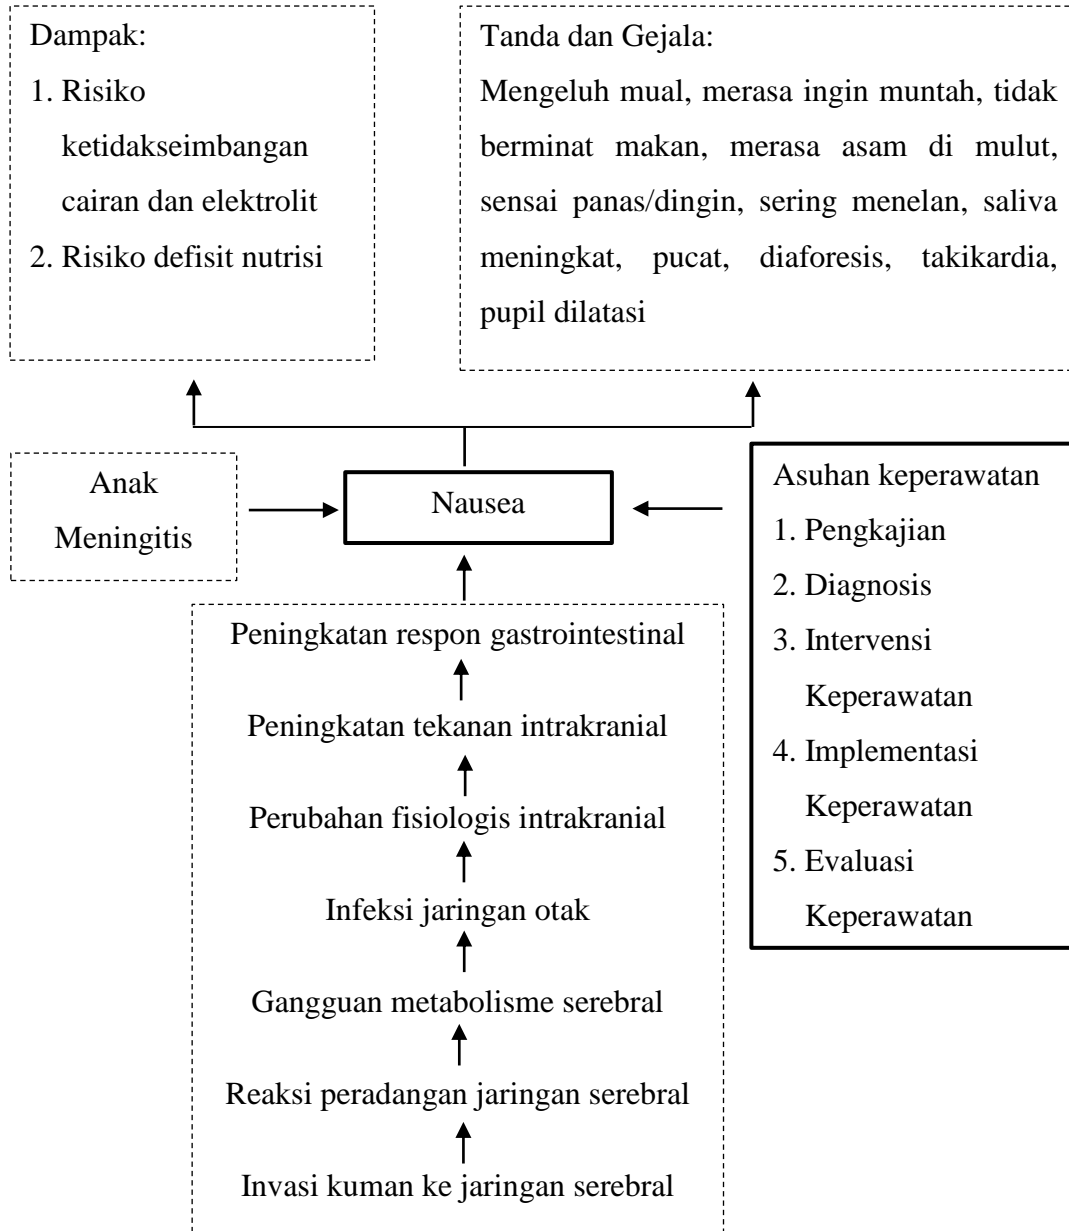 Dampak:
1. Risiko
ketidakseimbangan
cairan dan elektrolit
2. Risiko defisit nutrisi
Tanda dan Gejala:
Mengeluh mual, merasa ingin muntah, tidak
berminat makan, merasa asam di mulut,
sensai panas/dingin, sering menelan, saliva
meningkat, pucat, diaforesis, takikardia,
pupil dilatasi
Anak
Meningitis
Nausea
Asuhan keperawatan
1. Pengkajian
2. Diagnosis
3. Intervensi
Keperawatan
4. Implementasi
Keperawatan
5. Evaluasi
Keperawatan
Peningkatan respon gastrointestinal
Peningkatan tekanan intrakranial
Perubahan fisiologis intrakranial
Infeksi jaringan otak
Gangguan metabolisme serebral
Reaksi peradangan jaringan serebral
Invasi kuman ke jaringan serebral